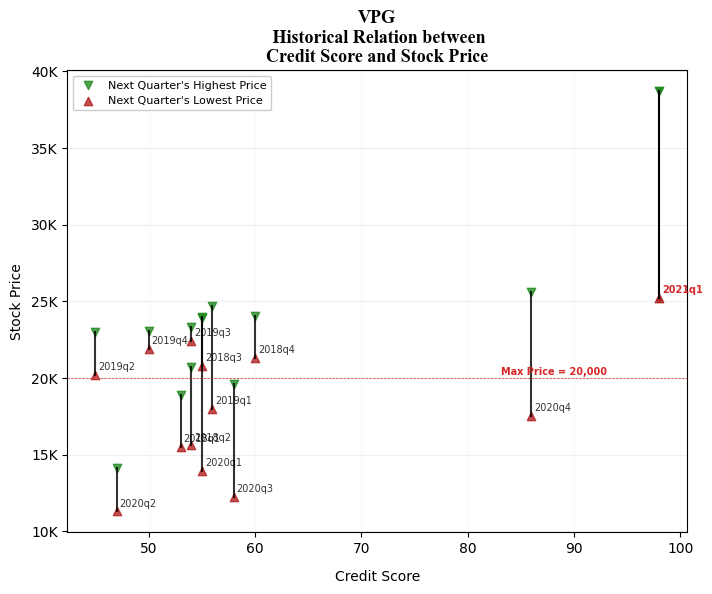 VPG
Historical Relation between
Credit Score and Stock Price
Next Quarter's Highest Price
Next Quarter's Lowest Price
Stock Price
40K
35K
30K
25K
20K
15K
10K
2021q1
2019q3
2019q4
2018q4
2018q3
2019q2
Max Price = 20,000
2019q1
2020q4
2018q2
2020q1
2020q3
2020q2
50
60
70
80
90
100
Credit Score